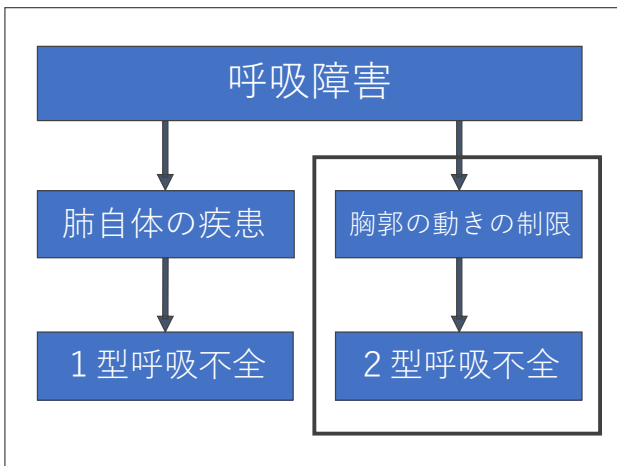 呼吸障害
肺自体の疾患
胸郭の動きの制限
1型呼吸不全
2型呼吸不全